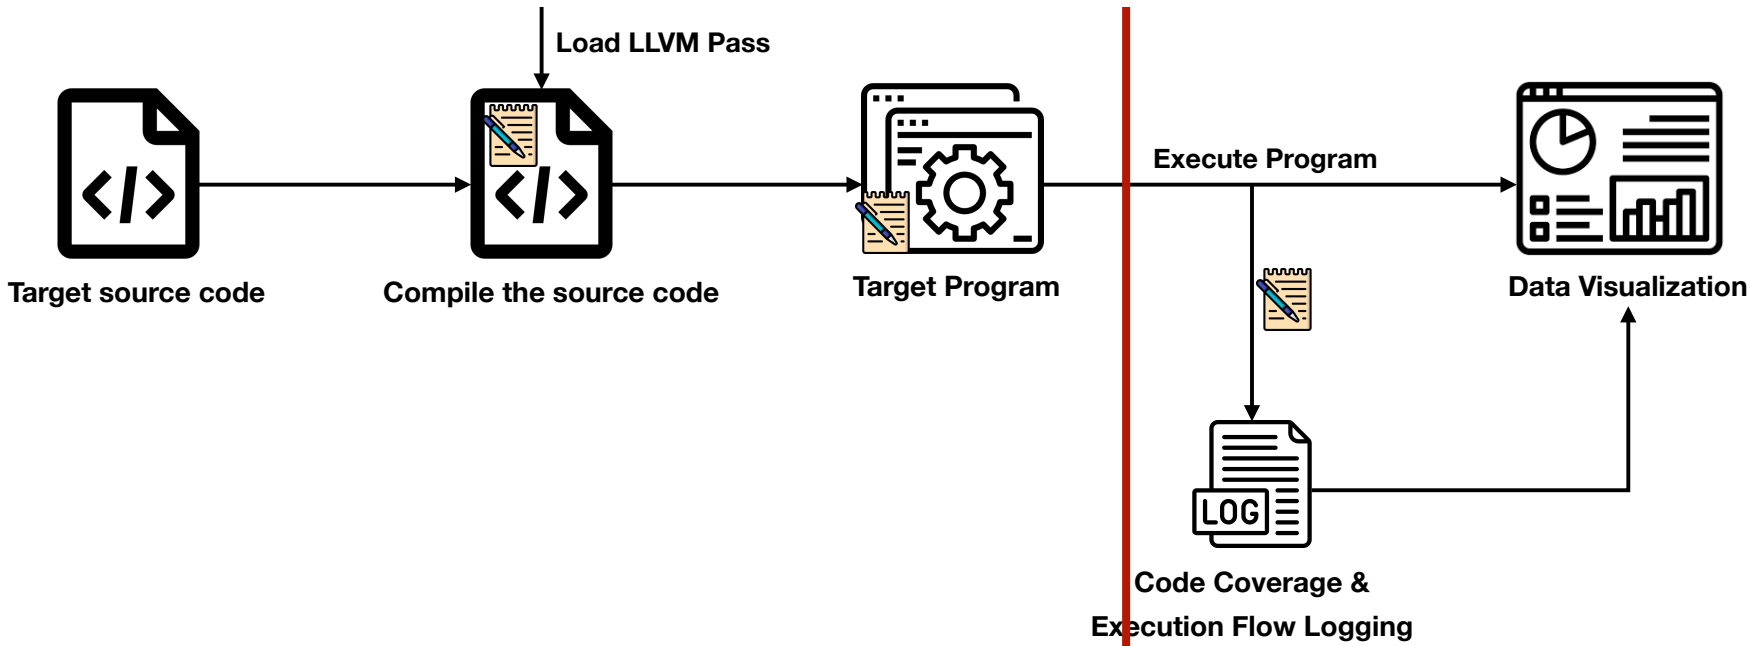 Load LLVM Pass
</>
</>
Execute Program
Target source code
Compile the source code
Target Program
Data Visualization
LOG
Code Coverage &
Execution Flow Logging